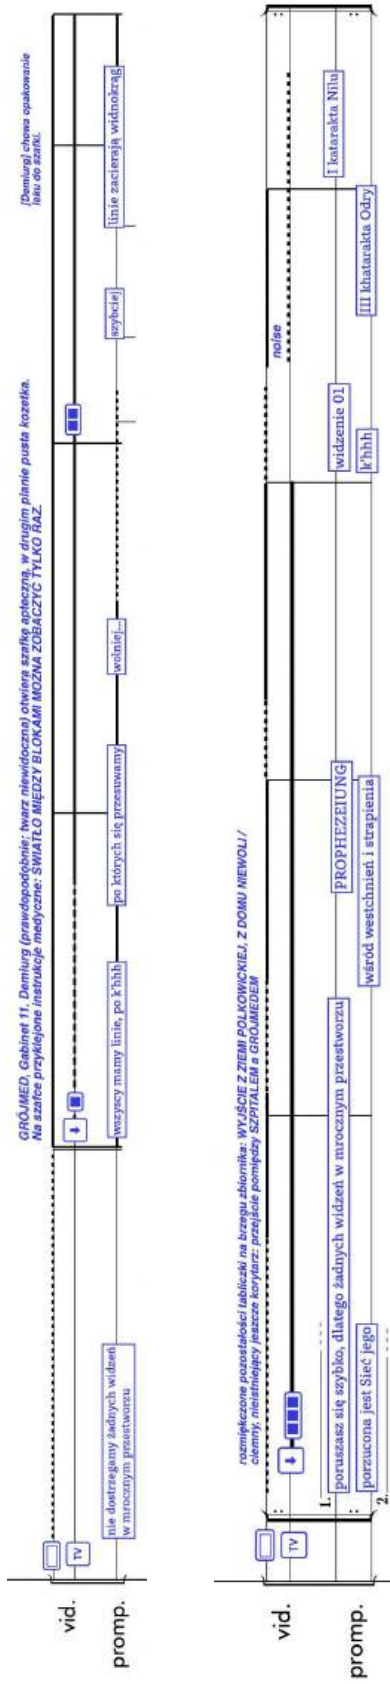 GRÓJMED, Gabinet 11. Demiurg (prawdopodobnie; twarz niewidoczna) otwiera szafkę apteczną, w drugim planie pusta kozetka.
Na szafce przyklejone instrukcje medyczne: ŚWIATŁO MIĘDZY BLOKAMI MOŻNA ZOBACZYĆ TYLKO RAZ.
[Demiurg] chowa opakowanie
leku do szafki.
vid.
TV
promp.
nie dostrzegamy żadnych widzeń
w mrocznym przestworzu
wszyscy mamy linie, po k'hhh
po których się przesuwamy
wolniej...
szybciej
linie zacierają widnokrąg
rozmiękczone pozostałości tabliczki na brzegu zbiornika: WYJŚCIE Z ZIEMI POLKOWICKIEJ, Z DOMU NIEWOLI /
ciemny, nieistniejący jeszcze korytarz: przejście pomiędzy SZPITALEM a GRÓJMEDEM
vid.
TV
noise
promp.
1.
poruszasz się szybko, dlatego żadnych widzeń w mrocznym przestworzu
PROPHEZEIUNG
widzenie 01
I katarakta Nilu
2.
porzucona jest Sieć jego
wśród westchnień i strapienia
k'hhh
III khatarakta Odry